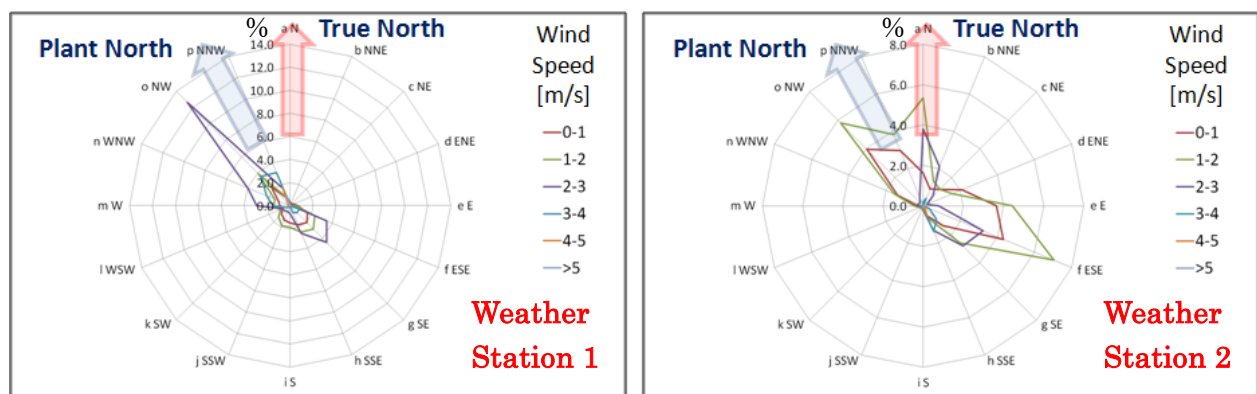 %
True North
Plant North
a N
14.0
12.0
10.0
8.0
6.0
4.0
2.0
0.0
b NNE
c NE
d ENE
e E
f ESE
g SE
h SSE
i S
j SSW
k SW
l WSW
m W
n WNW
o NW
p NNW
Wind
Speed
[m/s]
0-1
1-2
2-3
3-4
4-5
>5
Weather
Station 1
%
True North
Plant North
a N
8.0
6.0
4.0
2.0
0.0
b NNE
c NE
d ENE
e E
f ESE
g SE
h SSE
i S
j SSW
k SW
l WSW
m W
n WNW
o NW
p NNW
Wind
Speed
[m/s]
0-1
1-2
2-3
3-4
4-5
>5
Weather
Station 2